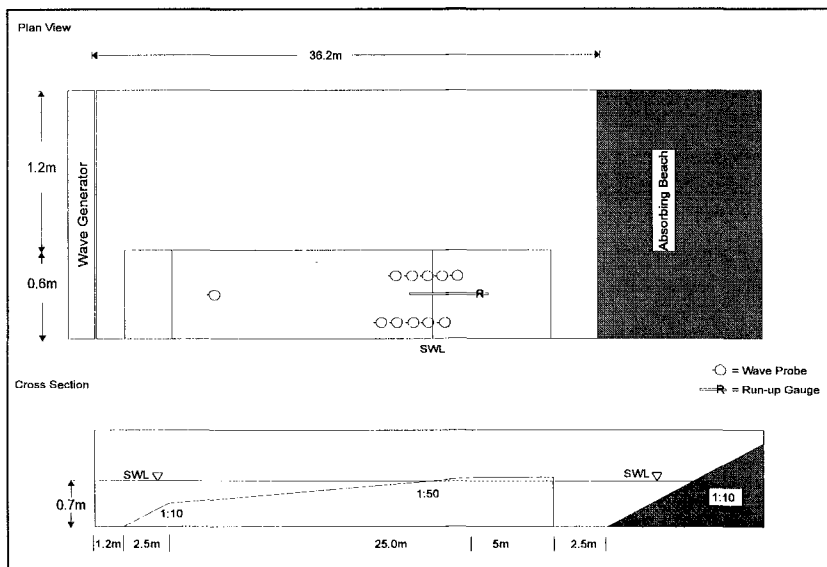 Plan View
36.2m
1.2m
Wave Generator
Absorbing Beach
0.6m
R
SWL
= Wave Probe
R = Run-up Gauge
Cross Section
SWL
SWL
0.7m
1:50
1:10
1:10
1.2m 2.5m 25.0m 5m 2.5m